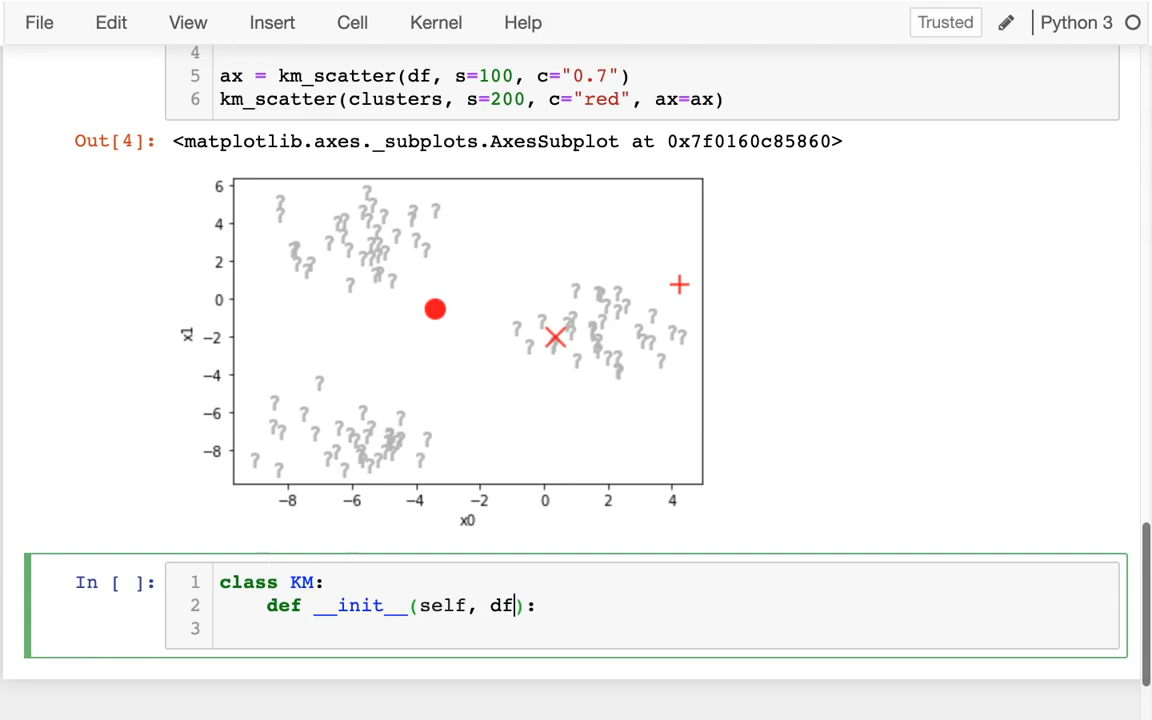 File Edit View Insert Cell Kernel Help Trusted Python 3
4
5 ax = km_scatter(df, s=100, c="0.7")
6 km_scatter(clusters, s=200, c="red", ax=ax)
Out[4]: <matplotlib.axes._subplots.AxesSubplot at 0x7f0160c85860>
6
4
2
0
−2
−4
−6
−8
x1
−8 −6 −4 −2 0 2 4
x0
In [ ]: 1 class KM:
2 def __init__(self, df):
3